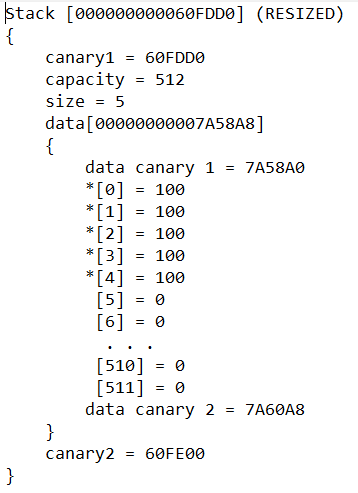 Stack [000000000060FDD0] (RESIZED)
{
    canary1 = 60FDD0
    capacity = 512
    size = 5
    data[00000000007A58A8]
    {
        data canary 1 = 7A58A0
        *[0] = 100
        *[1] = 100
        *[2] = 100
        *[3] = 100
        *[4] = 100
         [5] = 0
         [6] = 0
          . . .
         [510] = 0
         [511] = 0
        data canary 2 = 7A60A8
    }
    canary2 = 60FE00
}